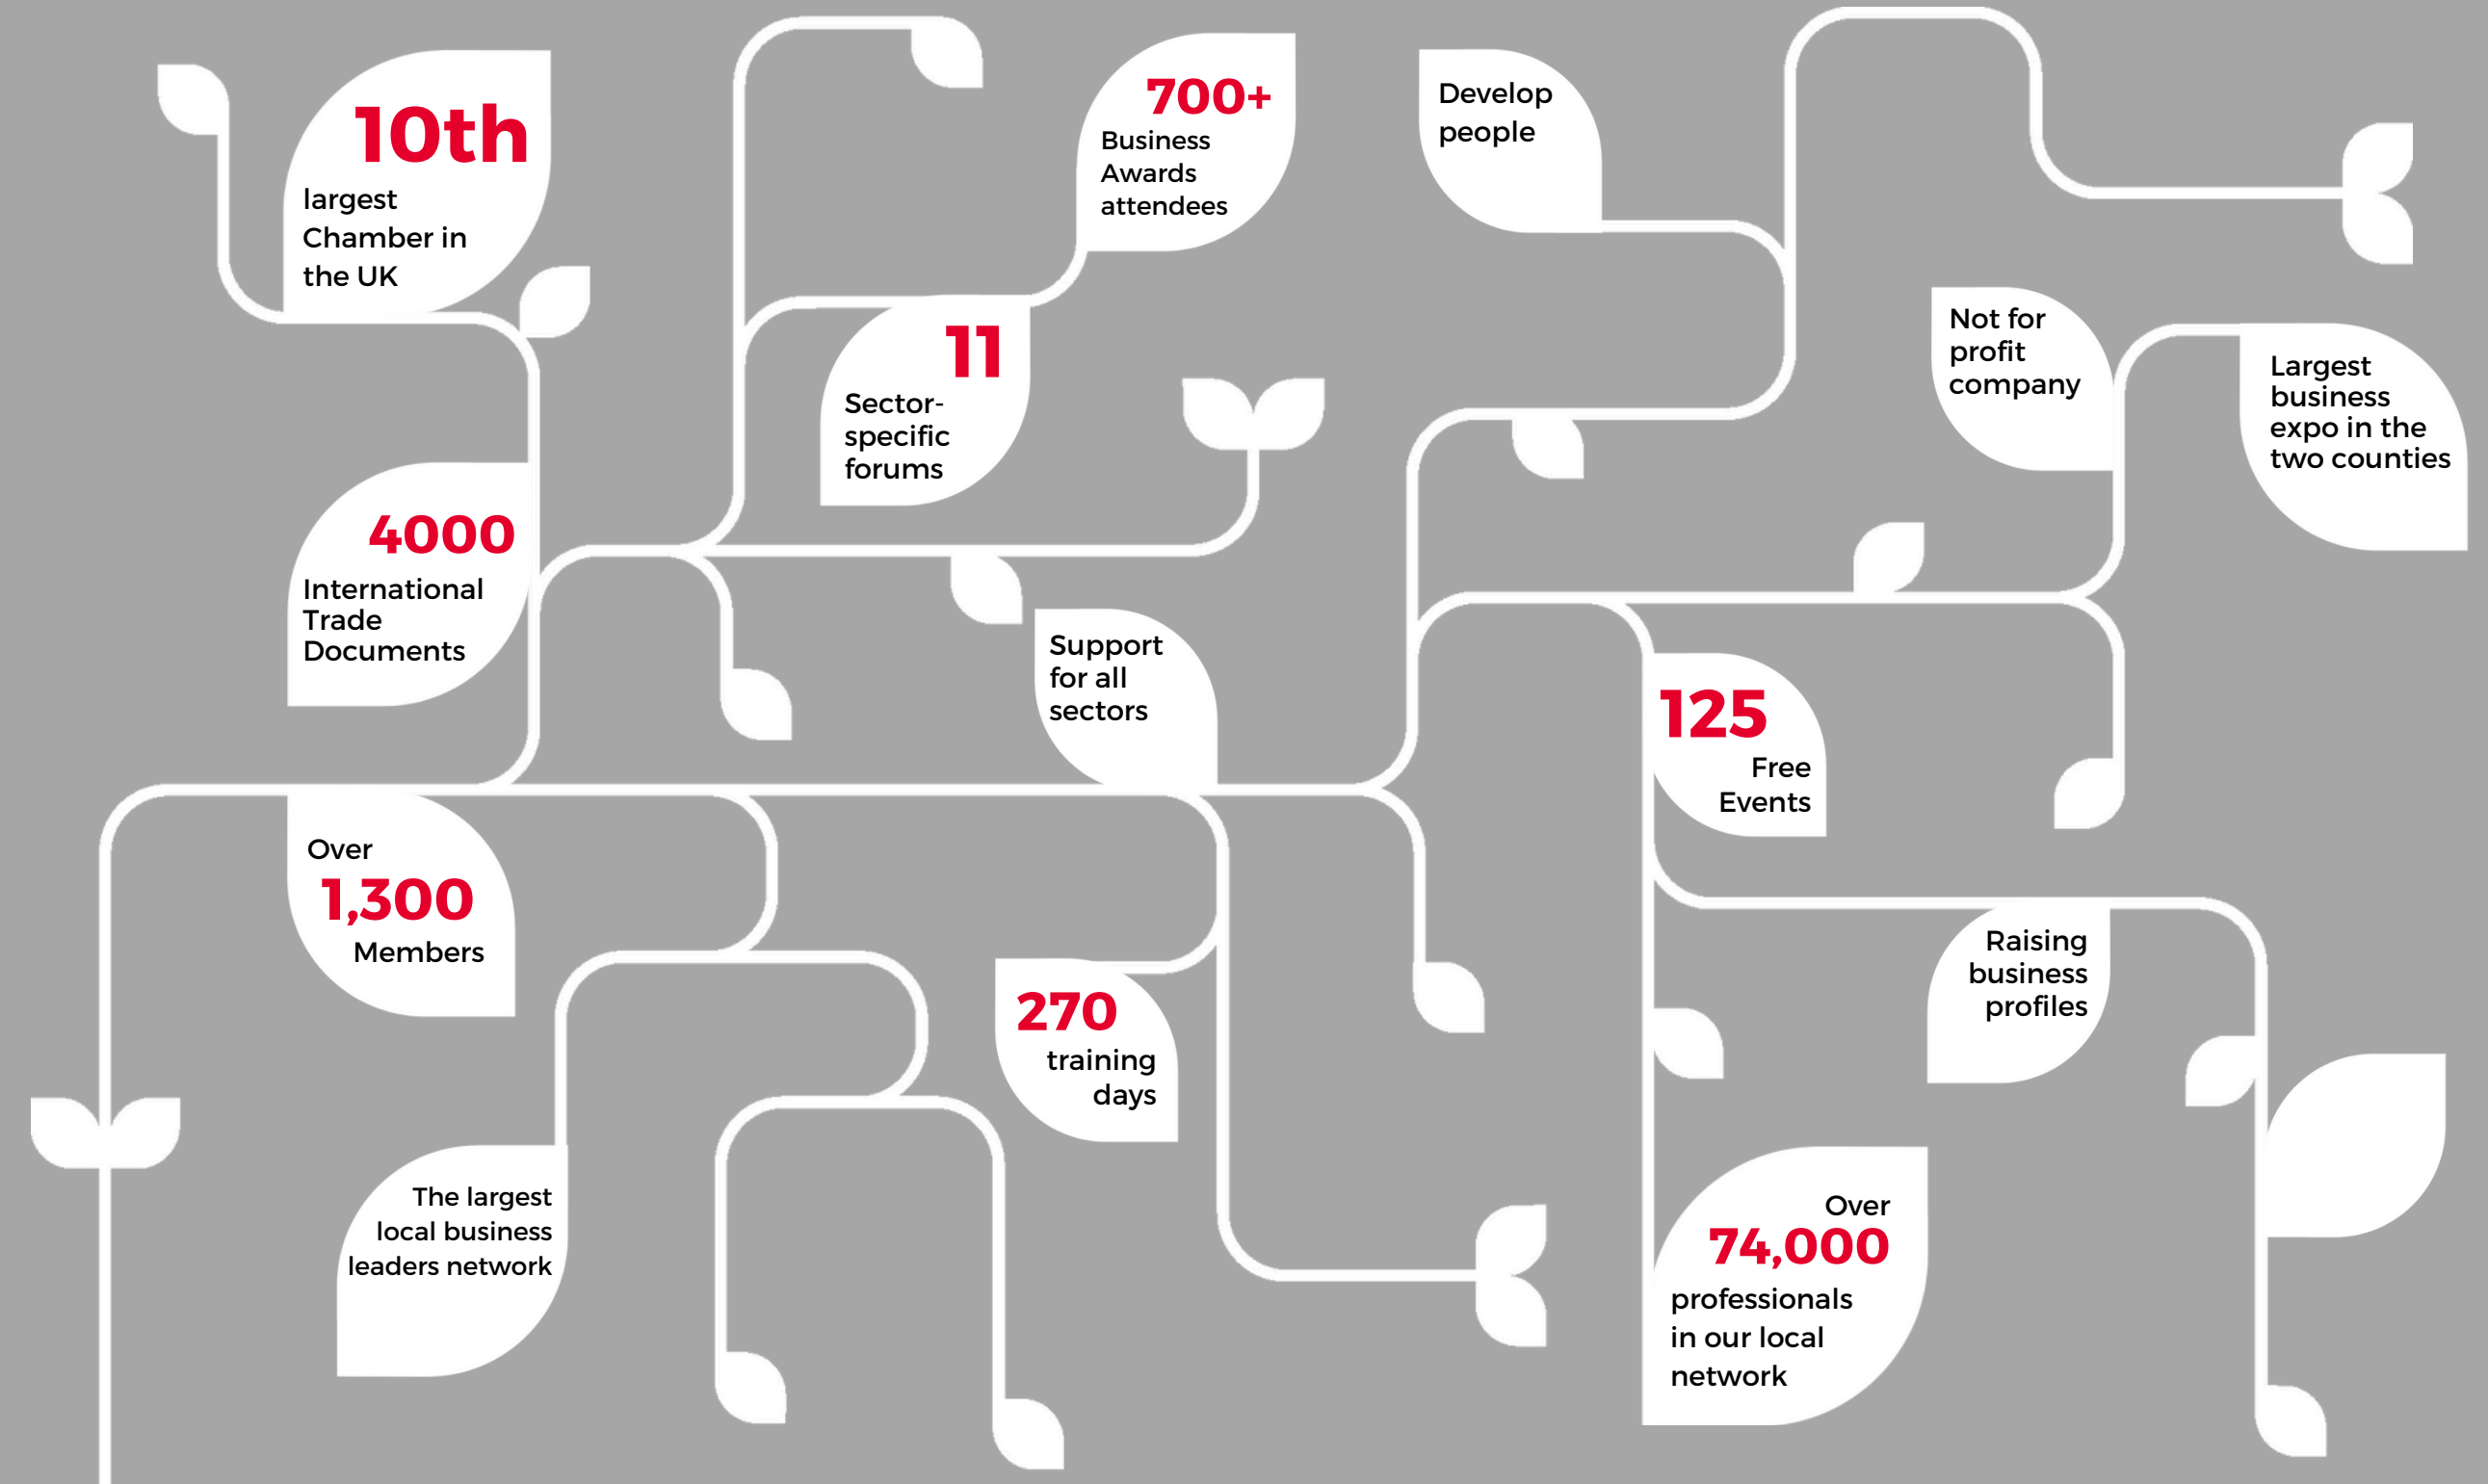 10th
largest
Chamber in
the UK
700+
Business
Awards
attendees
Develop
people
11
Sector-
specific
forums
Not for
profit
company
Largest
business
expo in the
two counties
4000
International
Trade
Documents
Support
for all
sectors
125
Free
Events
Over
1,300
Members
270
training
days
Raising
business
profiles
The largest
local business
leaders network
Over
74,000
professionals
in our local
network